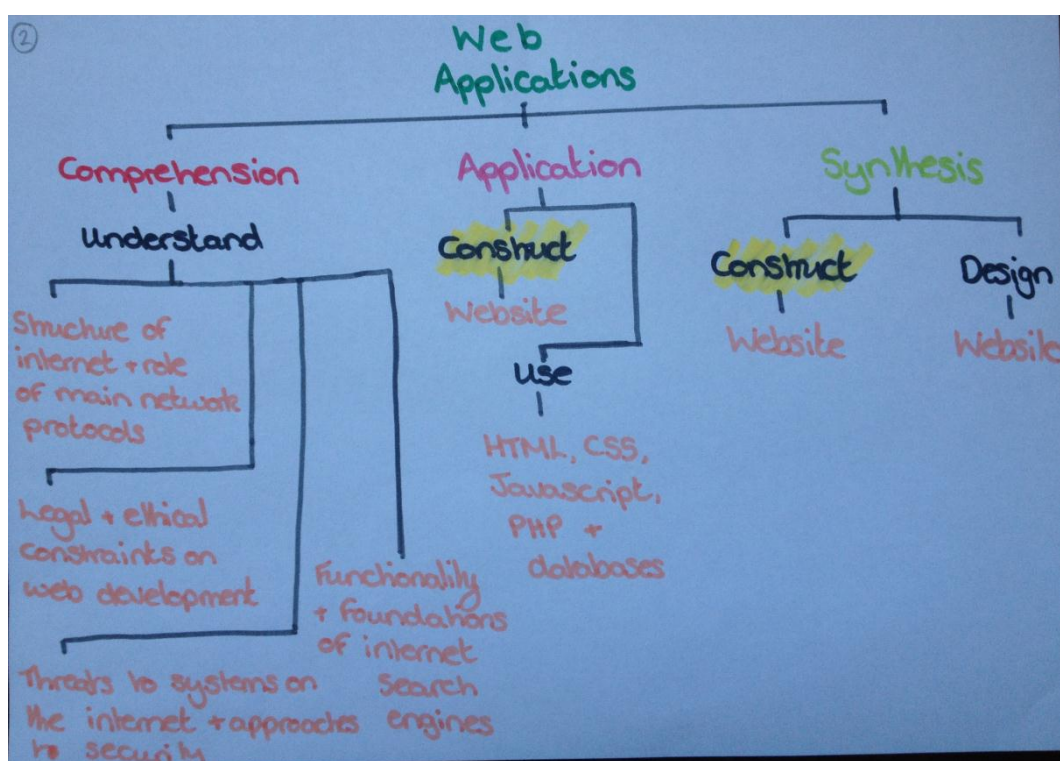 2
Web
Applications
Comprehension
Understand
Structure of
internet + role
of main network
protocols
Legal + ethical
constraints on
web development
Threats to systems on
the internet + approaches
to security
Functionality
+ foundations
of internet
search
engines
Application
Construct
Website
Use
HTML, CSS,
Javascript,
PHP +
databases
Synthesis
Construct
Website
Design
Website